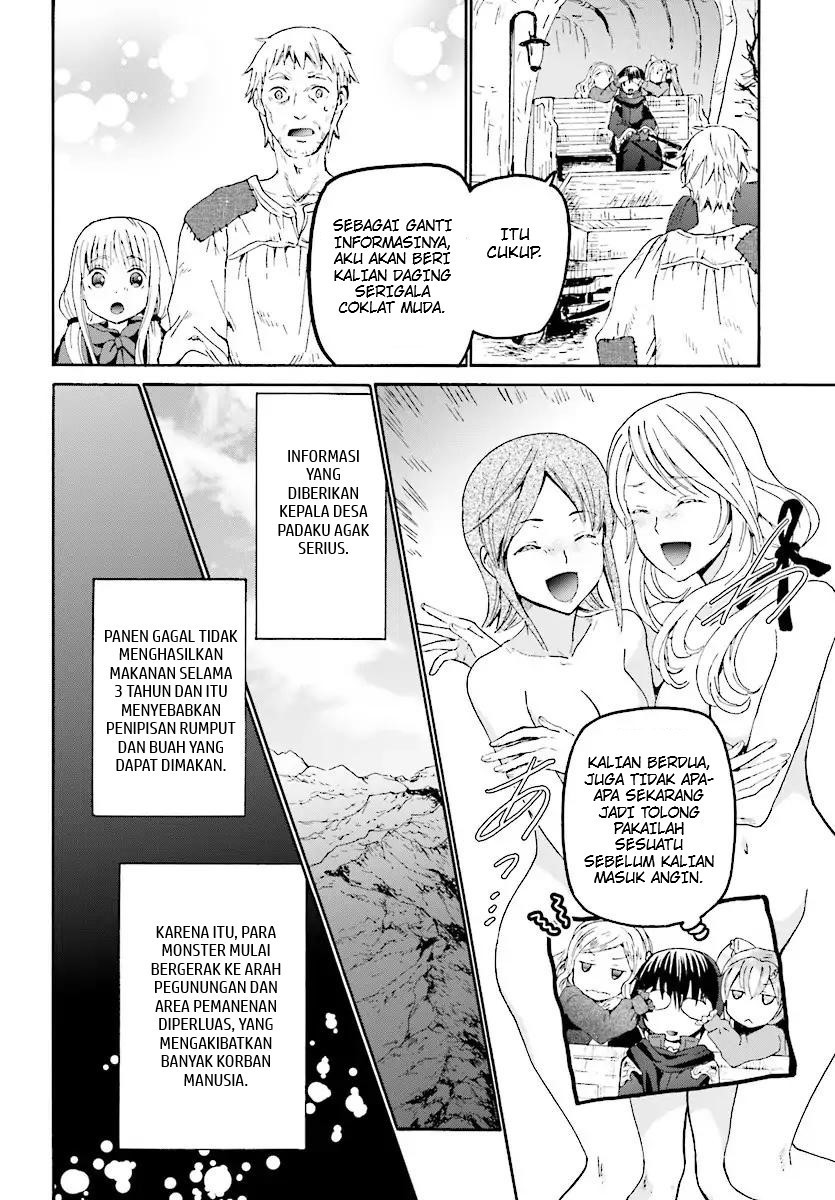 ITU
CUKUP.
SEBAGAI GANTI
INFORMASINYA,
AKU AKAN BERI
KALIAN DAGING
SERIGALA
COKLAT MUDA.
KALIAN BERDUA,
JUGA TIDAK APA-
APA SEKARANG
JADI TOLONG
PAKAILAH
SESUATU
SEBELUM KALIAN
MASUK ANGIN.
INFORMASI
YANG
DIBERIKAN
KEPALA DESA
PADAKU AGAK
SERIUS.
PANEN GAGAL TIDAK
MENGHASILKAN
MAKANAN SELAMA
3 TAHUN DAN ITU
MENYEBABKAN
PENIPISAN RUMPUT
DAN BUAH YANG
DAPAT DIMAKAN.
KARENA ITU, PARA
MONSTER MULAI
BERGERAK KE ARAH
PEGUNUNGAN DAN
AREA PEMANENAN
DIPERLUAS, YANG
MENGAKIBATKAN
BANYAK KORBAN
MANUSIA.